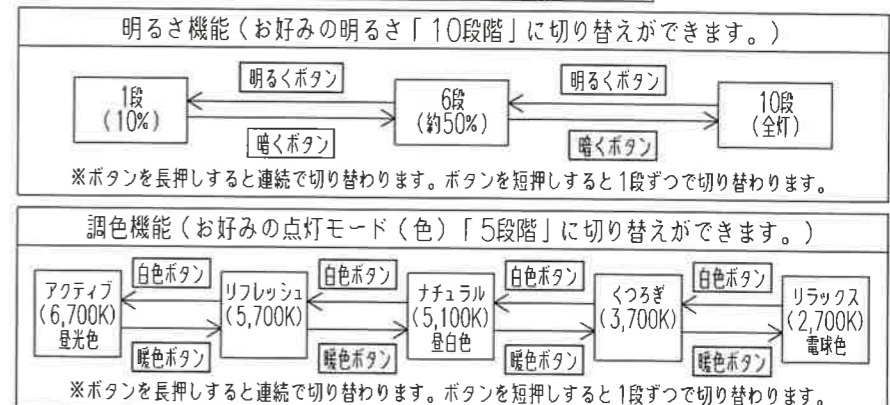 明るさ機能(お好みの明るさ「10段階」に切り替えができます。)
明るくボタン
明るくボタン
1段
(10%)
6段
(約50%)
10段
(全灯)
暗くボタン
暗くボタン
※ボタンを長押しすると連続で切り替わります。ボタンを短押しすると1段ずつで切り替わります。
調色機能(お好みの点灯モード(色)「5段階」に切り替えができます。)
白色ボタン
白色ボタン
白色ボタン
白色ボタン
アクティブ
(6,700K)
昼光色
リフレッシュ
(5,700K)
ナチュラル
(5,100K)
昼白色
くつろぎ
(3,700K)
リラックス
(2,700K)
電球色
暖色ボタン
暖色ボタン
暖色ボタン
暖色ボタン
※ボタンを長押しすると連続で切り替わります。ボタンを短押しすると1段ずつで切り替わります。